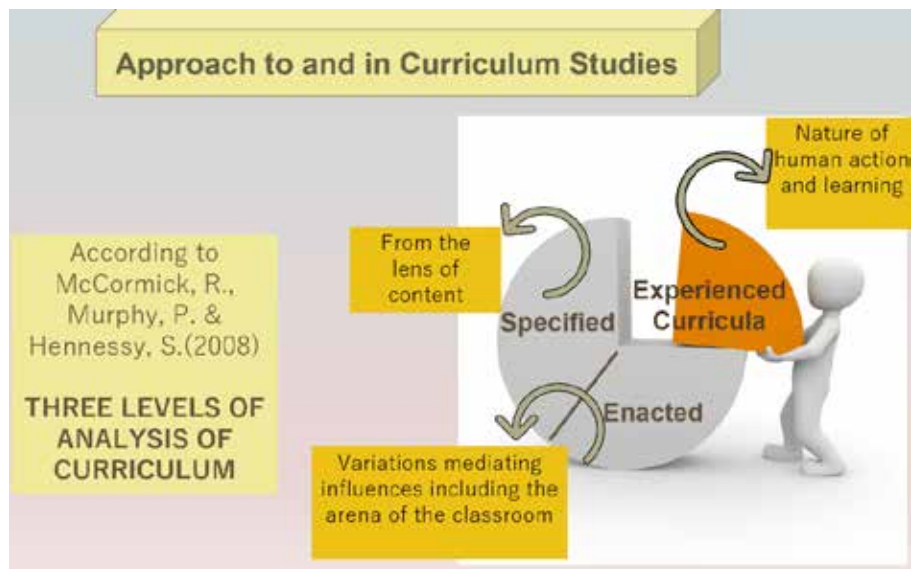 Approach to and in Curriculum Studies
According to
McCormick, R.,
Murphy, P. &
Hennessy, S.(2008)
THREE LEVELS OF
ANALYSIS OF
CURRICULUM
From the
lens of
content
Specified
Nature of
human action
and learning
Experienced
Curricula
Enacted
Variations mediating
influences including the
arena of the classroom